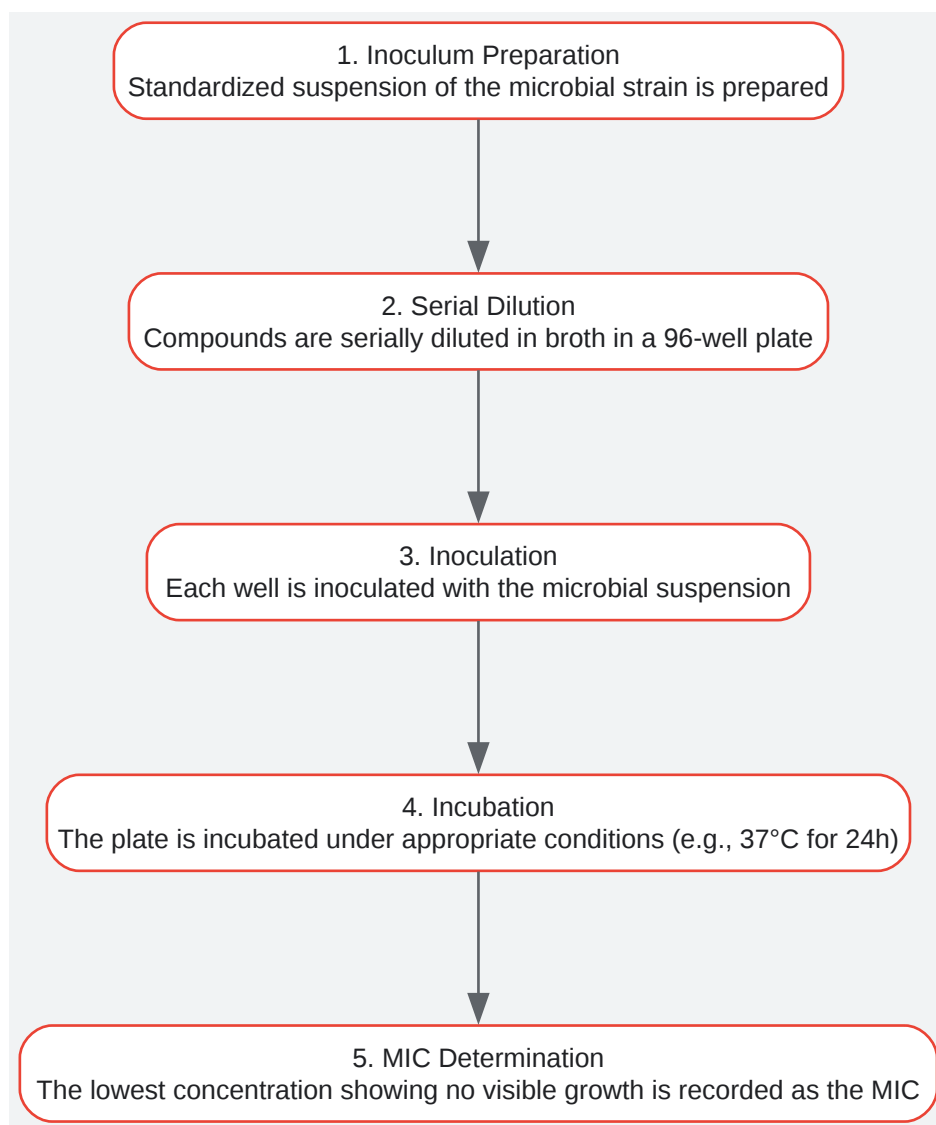 1. Inoculum Preparation
Standardized suspension of the microbial strain is prepared
2. Serial Dilution
Compounds are serially diluted in broth in a 96-well plate
3. Inoculation
Each well is inoculated with the microbial suspension
4. Incubation
The plate is incubated under appropriate conditions (e.g., 37°C for 24h)
5. MIC Determination
The lowest concentration showing no visible growth is recorded as the MIC